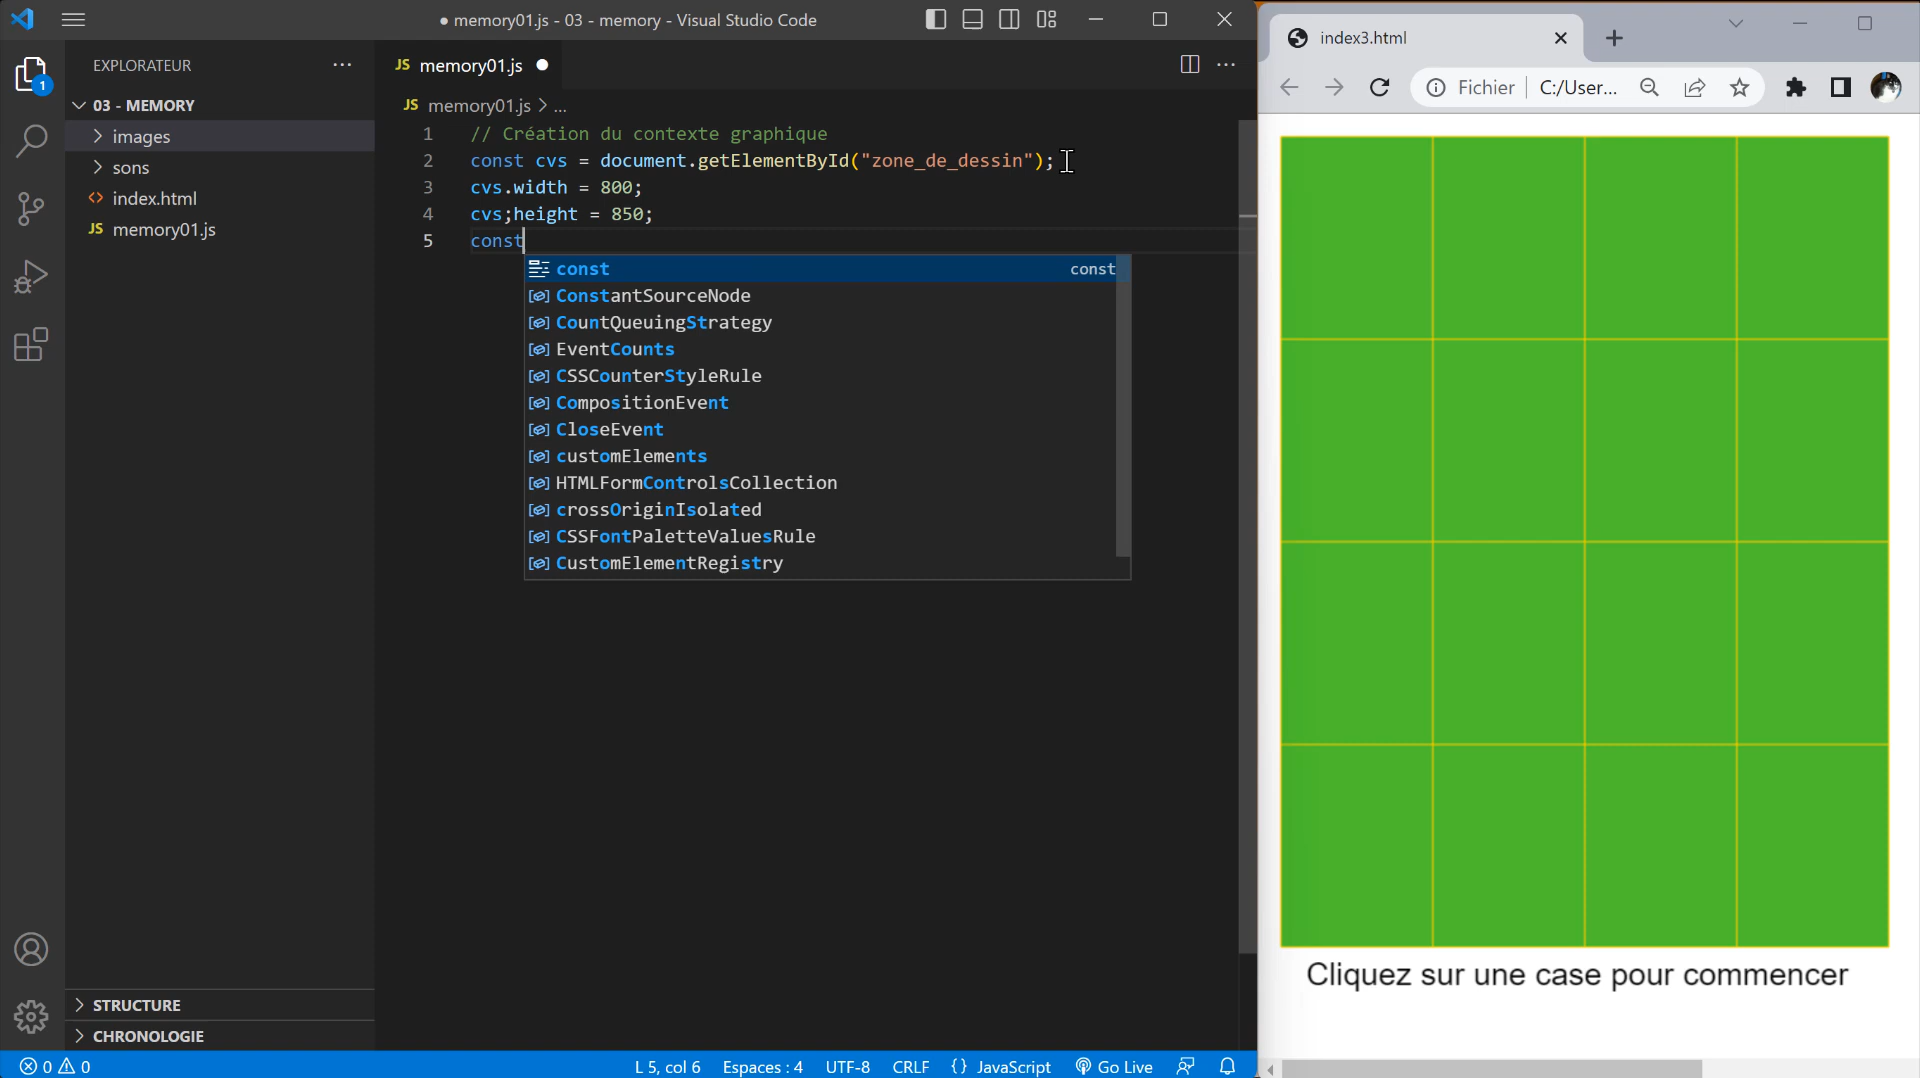 memory01.js - 03 - memory - Visual Studio Code
1
EXPLORATEUR
03 - MEMORY
images
sons
index.html
JS memory01.js
STRUCTURE
CHRONOLOGIE
JS memory01.js
JS memory01.js > ...
1 // Création du contexte graphique
2 const cvs = document.getElementById("zone_de_dessin");
3 cvs.width = 800;
4 cvs;height = 850;
5 const
const const
ConstantSourceNode
CountQueuingStrategy
EventCounts
CSSCounterStyleRule
CompositionEvent
CloseEvent
customElements
HTMLFormControlsCollection
crossOriginIsolated
CSSFontPaletteValuesRule
CustomElementRegistry
0 0 L 5, col 6 Espaces : 4 UTF-8 CRLF {} JavaScript Go Live
index3.html
Fichier C:/User...
Cliquez sur une case pour commencer